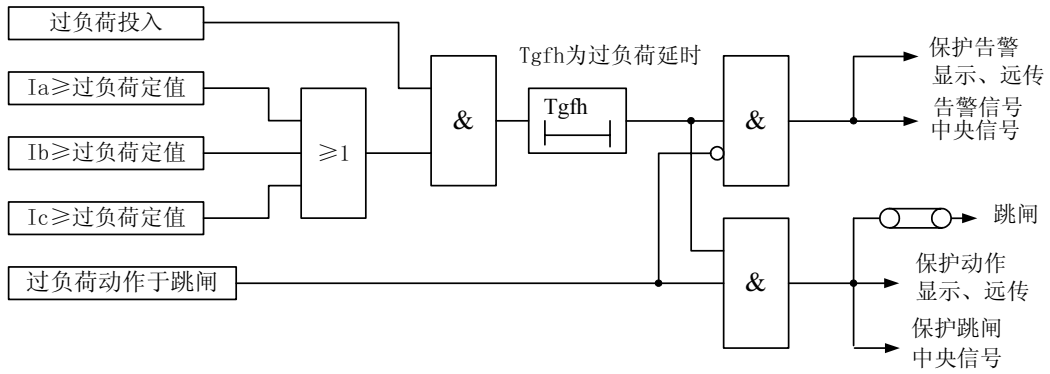 过负荷投入
Tgfh为过负荷延时
保护告警
显示、远传
Ia≥过负荷定值
告警信号
中央信号
&
Tgfh
&
Ib≥过负荷定值
≥1
Ic≥过负荷定值
跳闸
过负荷动作于跳闸
&
保护动作
显示、远传
保护跳闸
中央信号